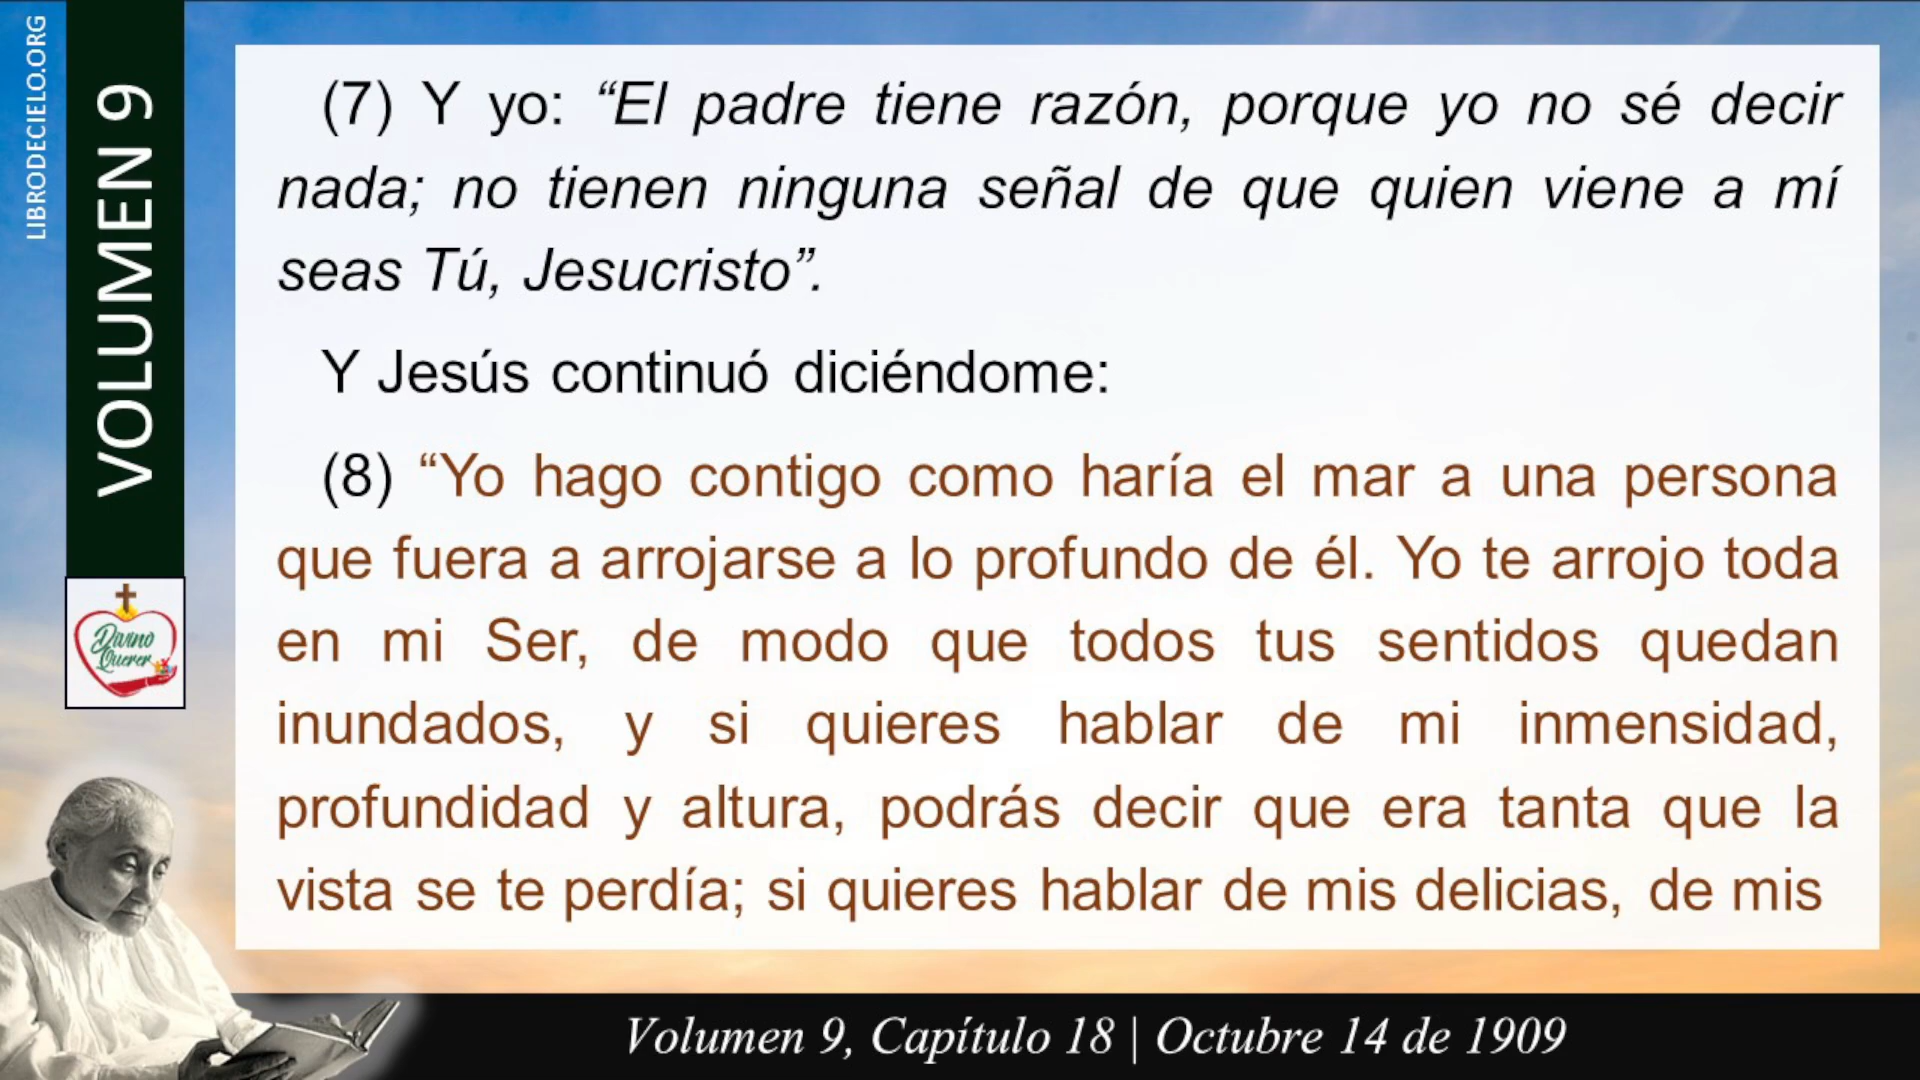 LIBRODECIELO.ORG
VOLUMEN 9
Divino
Querer
(7) Y yo: “El padre tiene razón, porque yo no sé decir
nada; no tienen ninguna señal de que quien viene a mí
seas Tú, Jesucristo”.
Y Jesús continuó diciéndome:
(8) “Yo hago contigo como haría el mar a una persona
que fuera a arrojarse a lo profundo de él. Yo te arrojo toda
en mi Ser, de modo que todos tus sentidos quedan
inundados, y si quieres hablar de mi inmensidad,
profundidad y altura, podrás decir que era tanta que la
vista se te perdía; si quieres hablar de mis delicias, de mis
Volumen 9, Capítulo 18 | Octubre 14 de 1909